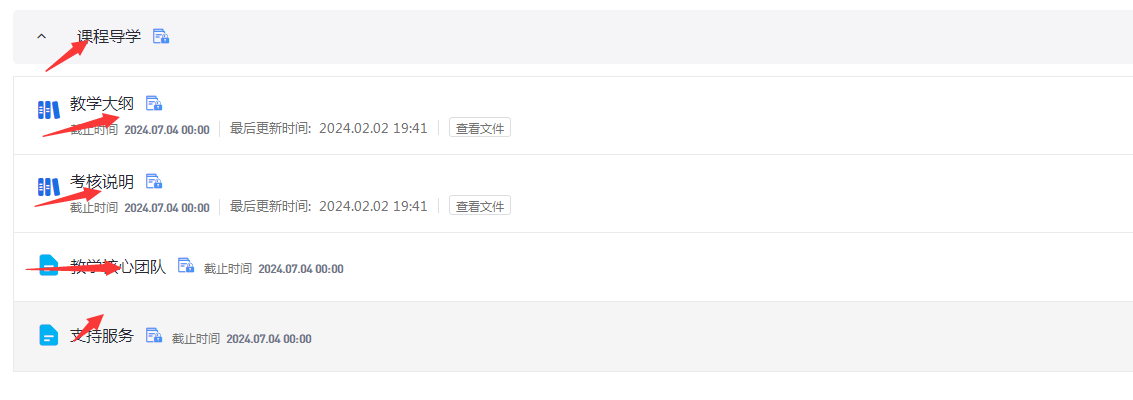 课程导学
教学大纲
截止时间 2024.07.04 00:00 最后更新时间: 2024.02.02 19:41 查看文件
考核说明
截止时间 2024.07.04 00:00 最后更新时间: 2024.02.02 19:41 查看文件
教学核心团队 截止时间 2024.07.04 00:00
支持服务 截止时间 2024.07.04 00:00